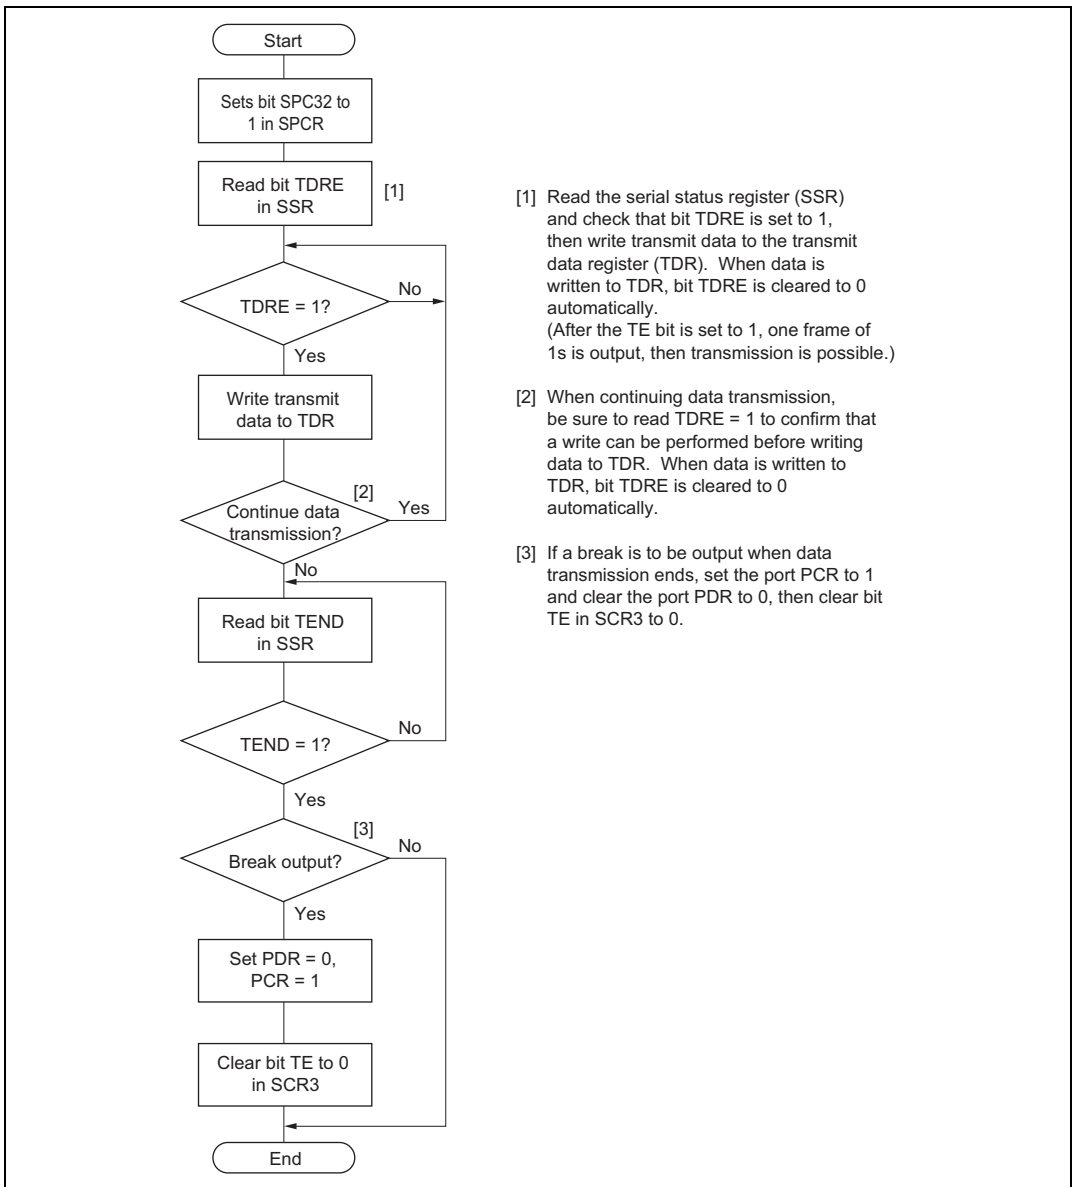 Start
Sets bit SPC32 to
1 in SPCR
Read bit TDRE
in SSR
[1]
TDRE = 1?
No
Yes
Write transmit
data to TDR
[2]
Continue data
transmission?
Yes
No
Read bit TEND
in SSR
TEND = 1?
No
Yes
[3]
Break output?
No
Yes
Set PDR = 0,
PCR = 1
Clear bit TE to 0
in SCR3
End
[1] Read the serial status register (SSR)
and check that bit TDRE is set to 1,
then write transmit data to the transmit
data register (TDR). When data is
written to TDR, bit TDRE is cleared to 0
automatically.
(After the TE bit is set to 1, one frame of
1s is output, then transmission is possible.)
[2] When continuing data transmission,
be sure to read TDRE = 1 to confirm that
a write can be performed before writing
data to TDR. When data is written to
TDR, bit TDRE is cleared to 0
automatically.
[3] If a break is to be output when data
transmission ends, set the port PCR to 1
and clear the port PDR to 0, then clear bit
TE in SCR3 to 0.